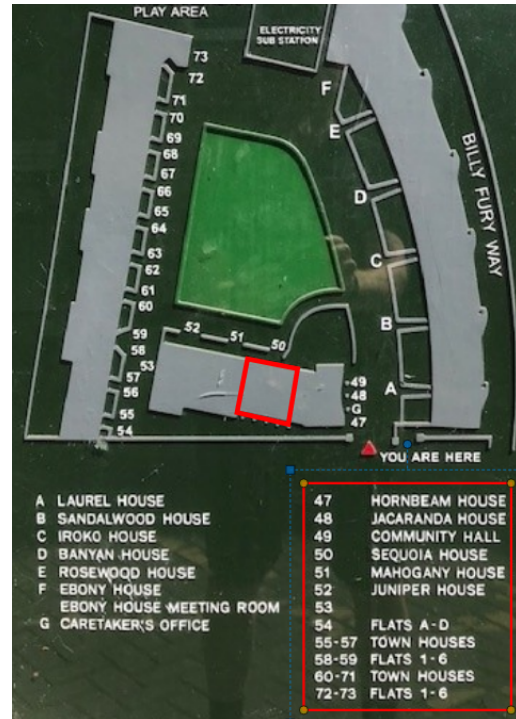 PLAY AREA
ELECTRICITY
SUB STATION
73
72
71
70
69
68
67
66
65
64
63
62
61
60
59
58
53
57
56
55
54
F
E
D
C
B
A
BILLY FURY WAY
52
51
50
49
48
G
47
YOU ARE HERE
A LAUREL HOUSE
B SANDALWOOD HOUSE
C IROKO HOUSE
D BANYAN HOUSE
E ROSEWOOD HOUSE
F EBONY HOUSE
EBONY HOUSE MEETING ROOM
G CARETAKER'S OFFICE
47 HORNBEAM HOUSE
48 JACARANDA HOUSE
49 COMMUNITY HALL
50 SEQUOIA HOUSE
51 MAHOGANY HOUSE
52 JUNIPER HOUSE
53
54 FLATS A-D
55-57 TOWN HOUSES
58-59 FLATS 1-6
60-71 TOWN HOUSES
72-73 FLATS 1-6